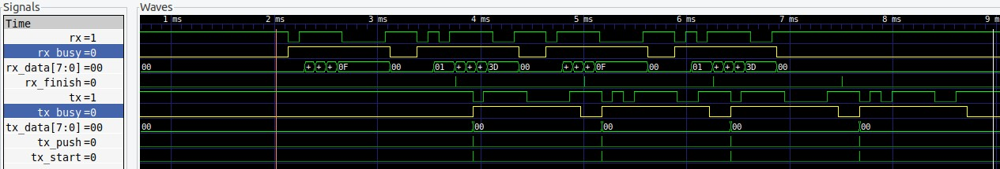 Signals
Waves
Time
1 ms 2 ms 3 ms 4 ms 5 ms 6 ms 7 ms 8 ms 9 m
rx =1
rx_busy =0
rx_data[7:0] =00 00 + + + 0F 00 01 + + + 3D 00 + + + 0F 00 01 + + + 3D 00
rx_finish =0
tx =1
tx_busy =0
tx_data[7:0] =00 00 00 00 00 00
tx_push =0
tx_start =0